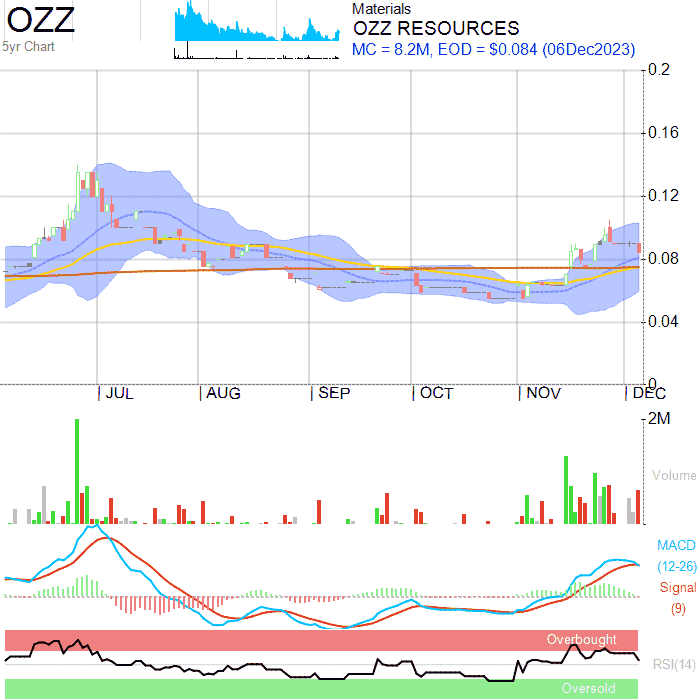 OZZ
5yr Chart
Materials
OZZ RESOURCES
MC = 8.2M, EOD = $0.084 (06Dec2023)
0.2
0.16
0.12
0.08
0.04
0
JUL AUG SEP OCT NOV DEC
2M
Volume
MACD
(12-26)
Signal
(9)
Overbought
RSI(14)
Oversold